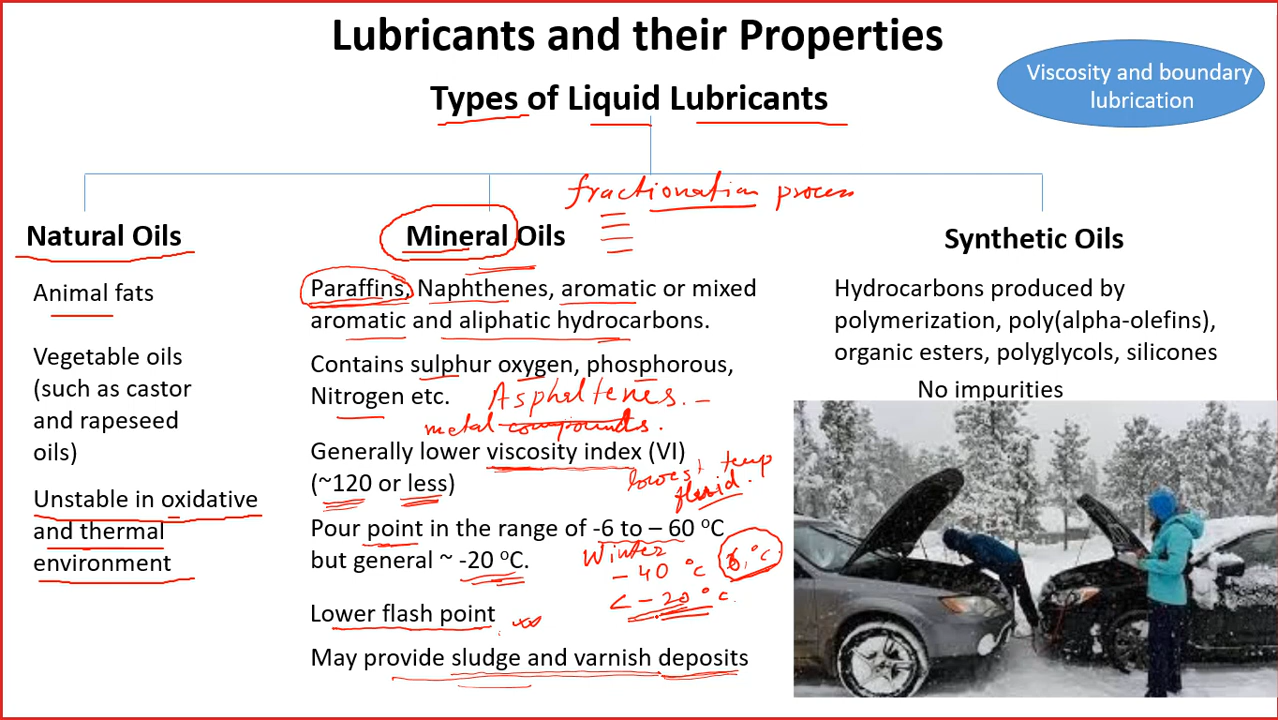 Lubricants and their Properties
Types of Liquid Lubricants
Viscosity and boundary
lubrication
fractionation process
Natural Oils
Animal fats
Vegetable oils
(such as castor
and rapeseed
oils)
Unstable in oxidative
and thermal
environment
Mineral Oils
Paraffins, Naphthenes, aromatic or mixed
aromatic and aliphatic hydrocarbons.
Contains sulphur oxygen, phosphorous,
Nitrogen etc.
Asphaltenes.
metal compounds.
Generally lower viscosity index (VI)
(~120 or less)
lowest temp
fluid.
Pour point in the range of -6 to – 60 °C
but general ~ -20 °C.
Winter
- 40 °C
< - 20 °C.
Lower flash point
May provide sludge and varnish deposits
Synthetic Oils
Hydrocarbons produced by
polymerization, poly(alpha-olefins),
organic esters, polyglycols, silicones
No impurities